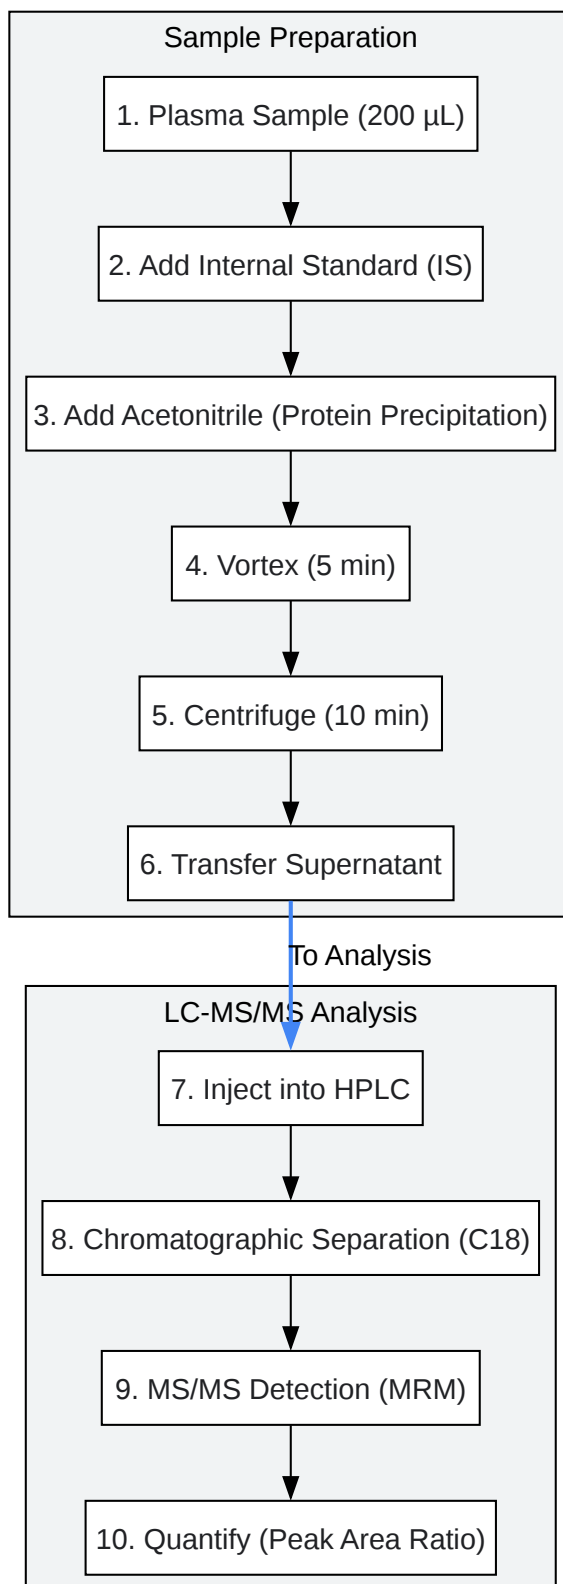 Sample Preparation
1. Plasma Sample (200 µL)
2. Add Internal Standard (IS)
3. Add Acetonitrile (Protein Precipitation)
4. Vortex (5 min)
5. Centrifuge (10 min)
6. Transfer Supernatant
To Analysis
LC-MS/MS Analysis
7. Inject into HPLC
8. Chromatographic Separation (C18)
9. MS/MS Detection (MRM)
10. Quantify (Peak Area Ratio)